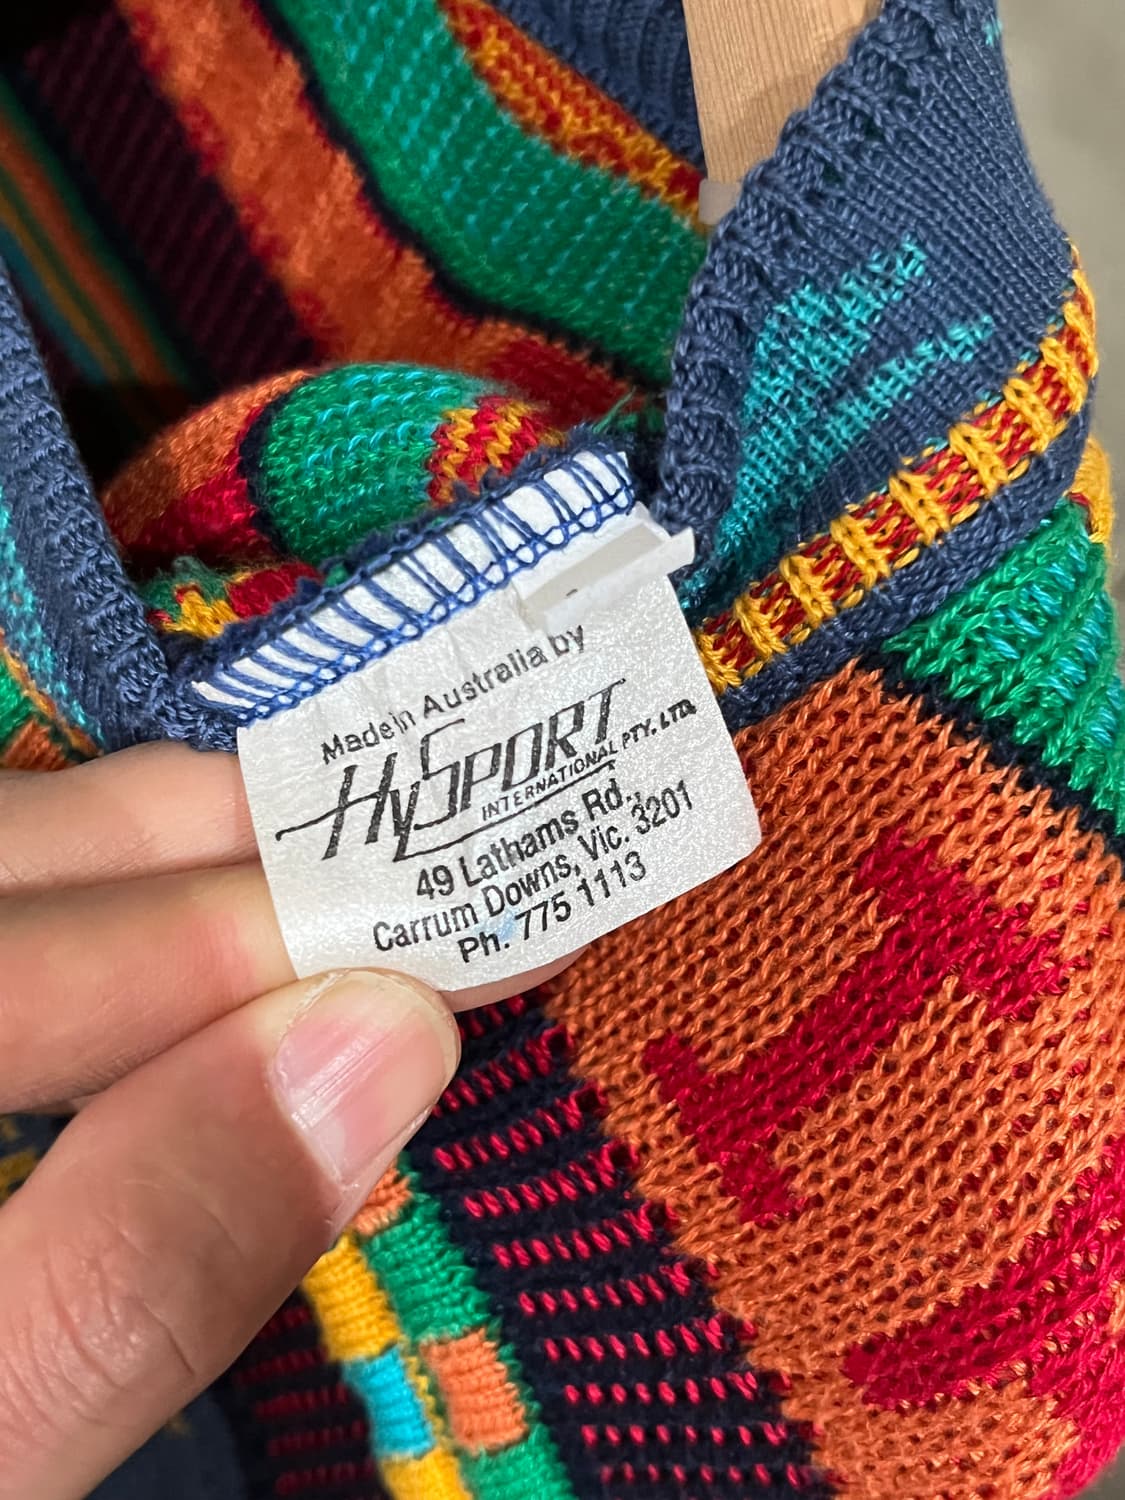 Made in Australia by
HySPORT
INTERNATIONAL PTY. LTD.
49 Lathams Rd.,
Carrum Downs, Vic. 3201
Ph. 775 1113